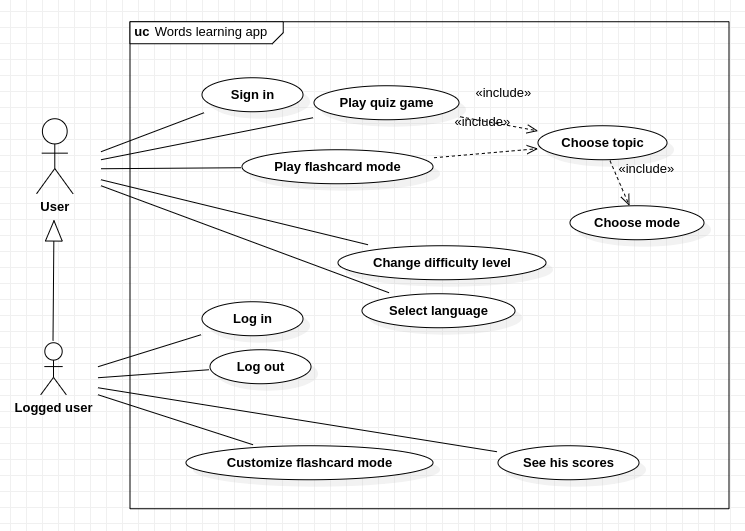 uc Words learning app
Sign in
Play quiz game
«include»
«include»
Choose topic
Play flashcard mode
«include»
User
Choose mode
Change difficulty level
Select language
Log in
Log out
Logged user
Customize flashcard mode
See his scores